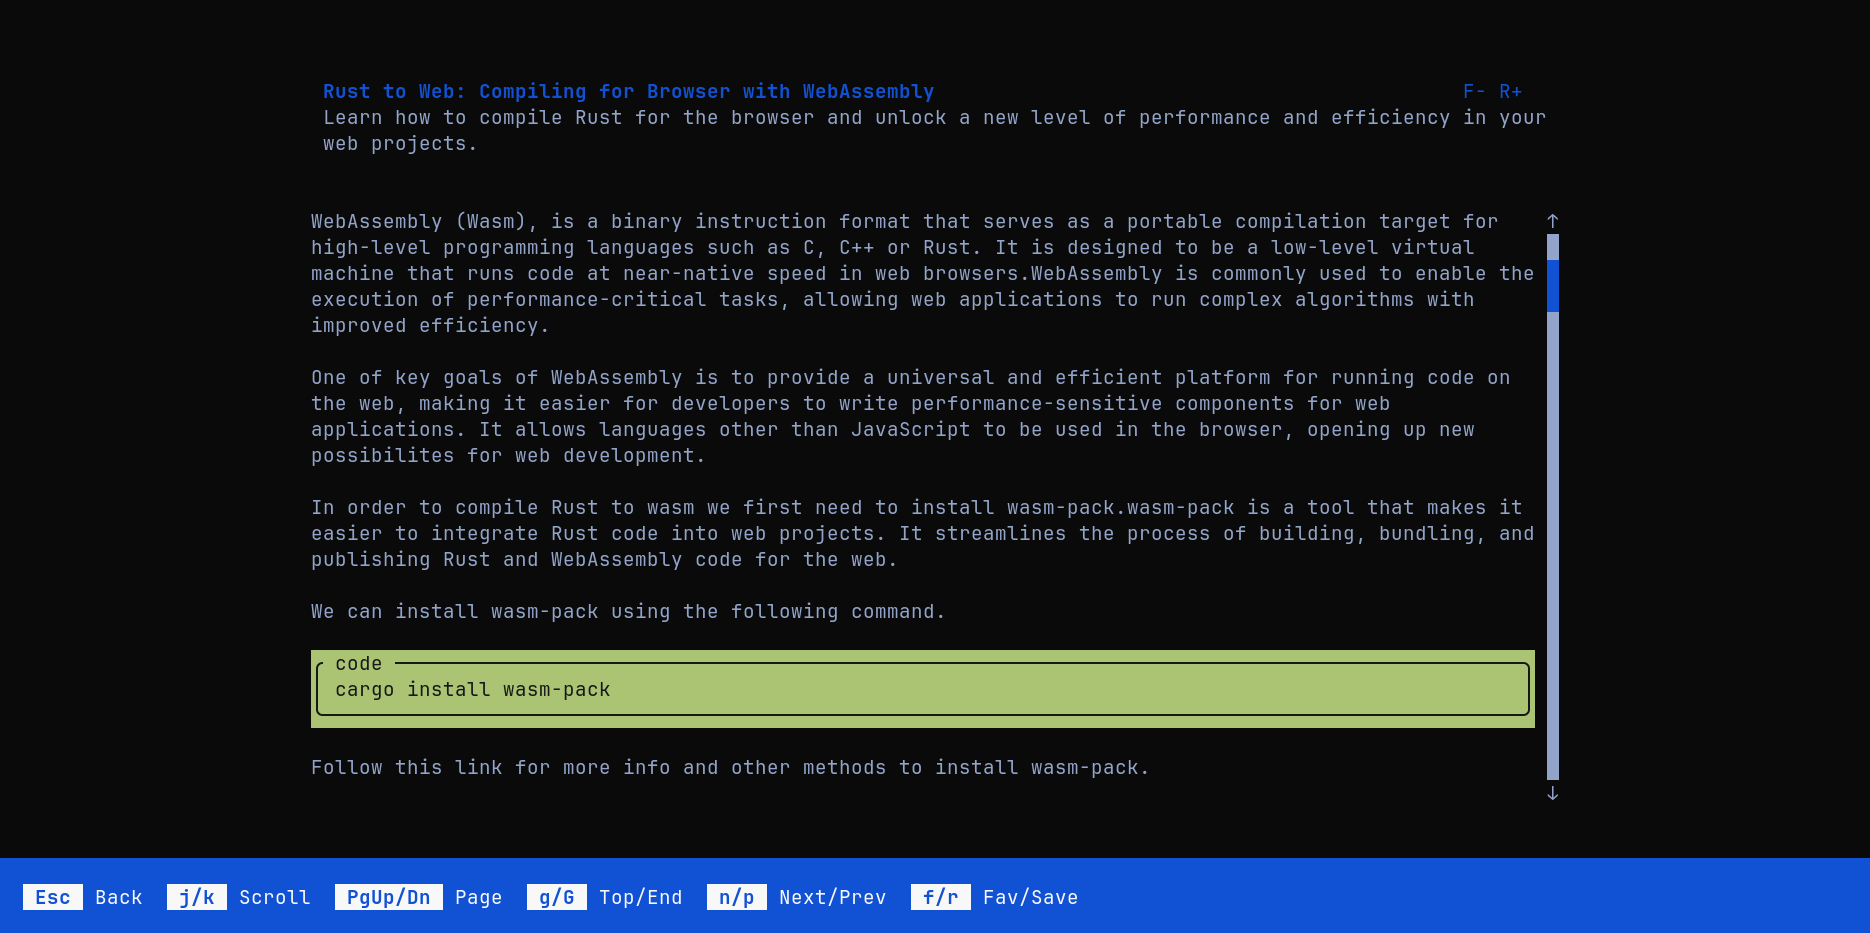 Rust to Web: Compiling for Browser with WebAssembly F- R+
Learn how to compile Rust for the browser and unlock a new level of performance and efficiency in your
web projects.
WebAssembly (Wasm), is a binary instruction format that serves as a portable compilation target for
high-level programming languages such as C, C++ or Rust. It is designed to be a low-level virtual
machine that runs code at near-native speed in web browsers.WebAssembly is commonly used to enable the
execution of performance-critical tasks, allowing web applications to run complex algorithms with
improved efficiency.
One of key goals of WebAssembly is to provide a universal and efficient platform for running code on
the web, making it easier for developers to write performance-sensitive components for web
applications. It allows languages other than JavaScript to be used in the browser, opening up new
possibilites for web development.
In order to compile Rust to wasm we first need to install wasm-pack.wasm-pack is a tool that makes it
easier to integrate Rust code into web projects. It streamlines the process of building, bundling, and
publishing Rust and WebAssembly code for the web.
We can install wasm-pack using the following command.
code
cargo install wasm-pack
Follow this link for more info and other methods to install wasm-pack.
Esc Back j/k Scroll PgUp/Dn Page g/G Top/End n/p Next/Prev f/r Fav/Save